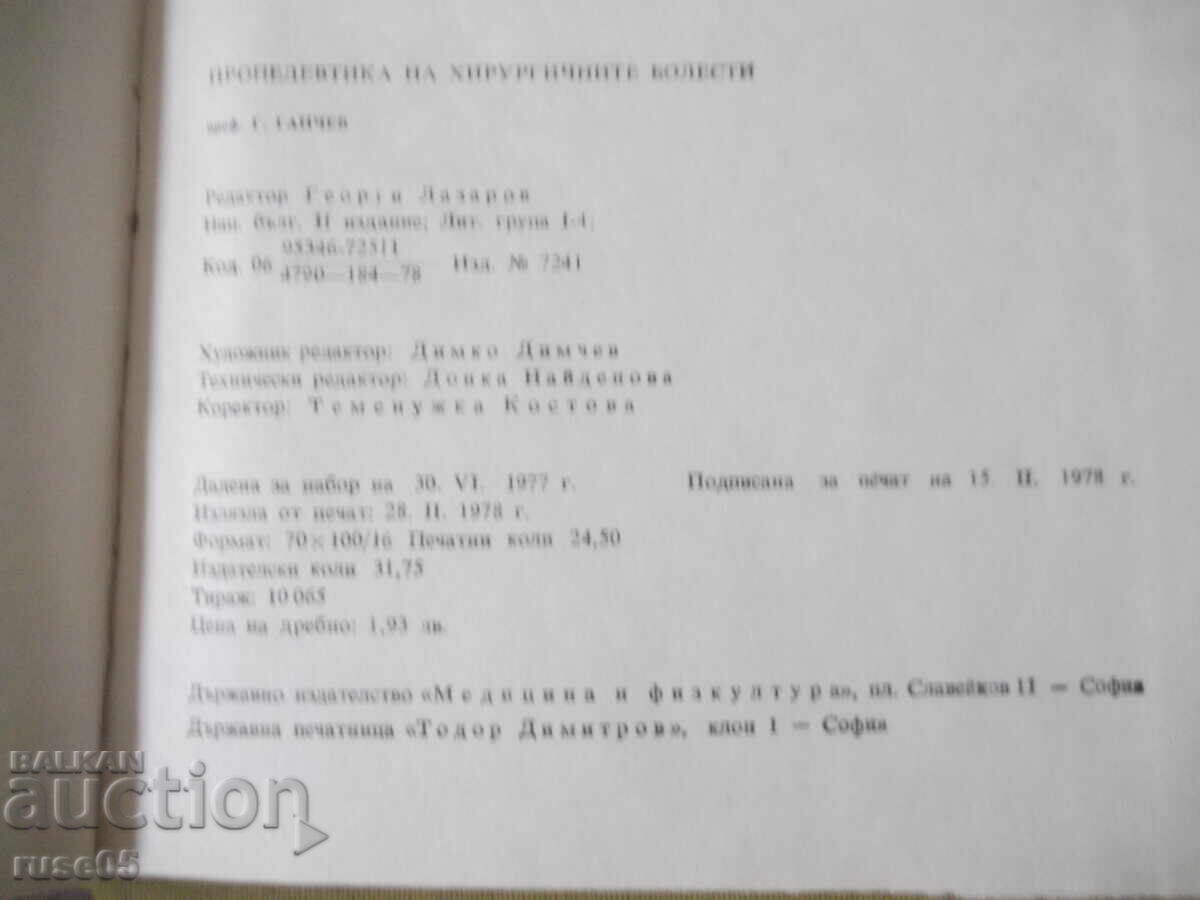 ПРОПЕДЕВТИКА НА ХИРУРГИЧНИТЕ БОЛЕСТИ
проф. Г. ГАНЧЕВ
Редактор Георги Лазаров
Нац. бълг. II издание; Лит. група I-4;
Код 06 95346-72511
4790—184—78 Изд. № 7241
Художник-редактор: Димко Димчев
Технически редактор: Донка Найденова
Коректор: Теменужка Костова
Дадена за набор на 30. VI. 1977 г. Подписана за печат на 15. II. 1978 г.
Излязла от печат: 28. II. 1978 г.
Формат: 70×100/16 Печатни коли 24,50
Издателски коли 31,75
Тираж: 10 065
Цена на дребно: 1,93 лв.
Държавно издателство «Медицина и физкултура», пл. Славейков 11 — София
Държавна печатница «Тодор Димитров», клон 1 — София
BALKAN
auction
ruse05